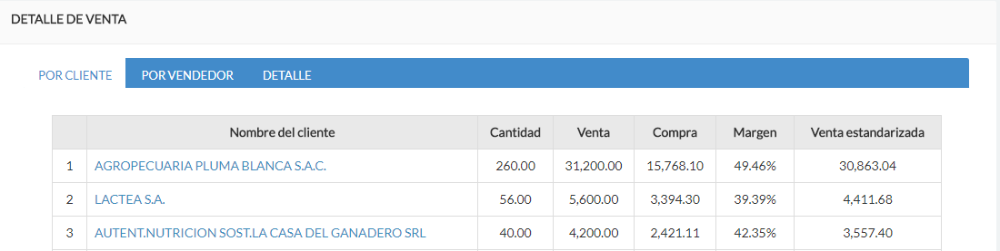 DETALLE DE VENTA
POR CLIENTE POR VENDEDOR DETALLE
Nombre del cliente Cantidad Venta Compra Margen Venta estandarizada
1 AGROPECUARIA PLUMA BLANCA S.A.C. 260.00 31,200.00 15,768.10 49.46% 30,863.04
2 LACTEA S.A. 56.00 5,600.00 3,394.30 39.39% 4,411.68
3 AUTENT.NUTRICION SOST.LA CASA DEL GANADERO SRL 40.00 4,200.00 2,421.11 42.35% 3,557.40